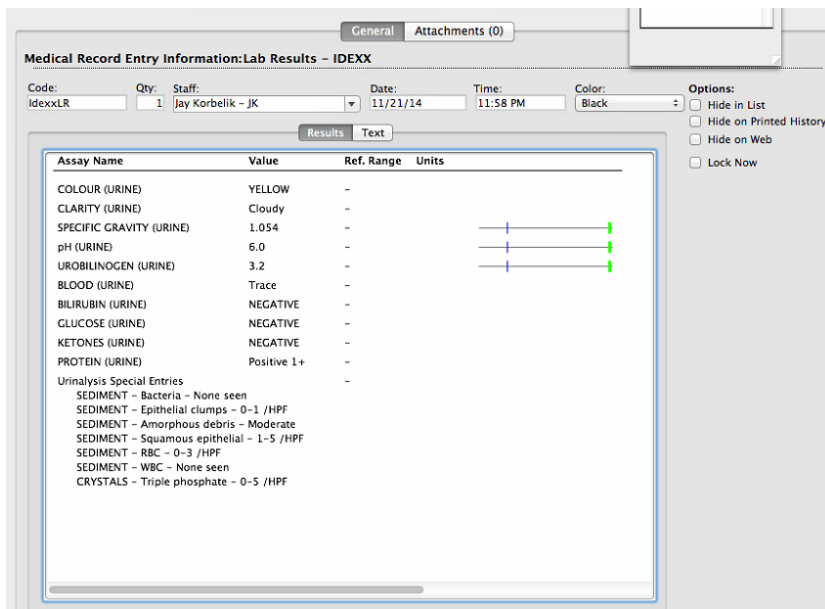 General Attachments (0)
Medical Record Entry Information:Lab Results - IDEXX
Code: Qty: Staff: Date: Time: Color: Options:
IdexxLR 1 Jay Korbelik - JK 11/21/14 11:58 PM Black Hide in List
Hide on Printed History
Hide on Web
Lock Now
Results Text
Assay Name Value Ref. Range Units
COLOUR (URINE) YELLOW -
CLARITY (URINE) Cloudy -
SPECIFIC GRAVITY (URINE) 1.054 -
pH (URINE) 6.0 -
UROBILINOGEN (URINE) 3.2 -
BLOOD (URINE) Trace -
BILIRUBIN (URINE) NEGATIVE -
GLUCOSE (URINE) NEGATIVE -
KETONES (URINE) NEGATIVE -
PROTEIN (URINE) Positive 1+ -
Urinalysis Special Entries -
SEDIMENT - Bacteria - None seen
SEDIMENT - Epithelial clumps - 0-1 /HPF
SEDIMENT - Amorphous debris - Moderate
SEDIMENT - Squamous epithelial - 1-5 /HPF
SEDIMENT - RBC - 0-3 /HPF
SEDIMENT - WBC - None seen
CRYSTALS - Triple phosphate - 0-5 /HPF